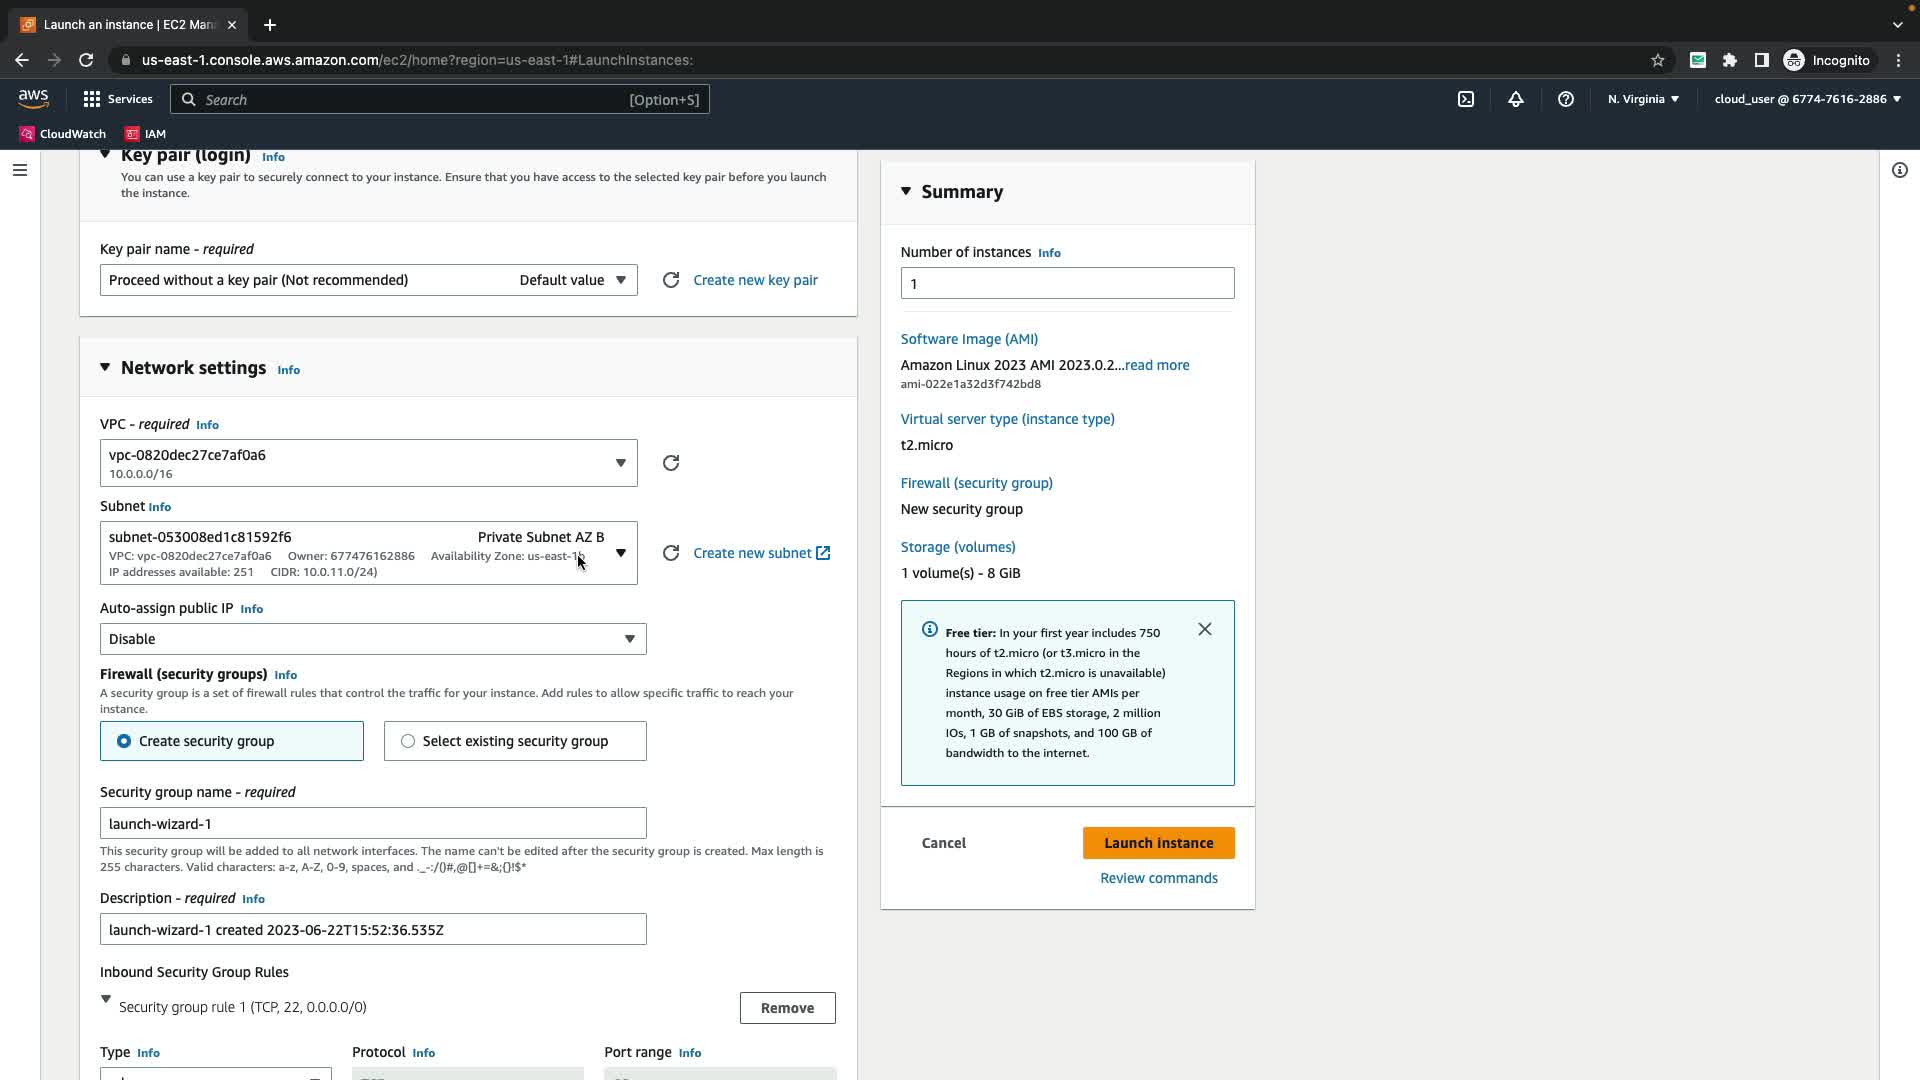 Launch an instance | EC2 Man
us-east-1.console.aws.amazon.com/ec2/home?region=us-east-1#LaunchInstances:
Incognito
aws
Services
Search
[Option+S]
N. Virginia
cloud_user @ 6774-7616-2886
CloudWatch
IAM
Key pair (login) Info
You can use a key pair to securely connect to your instance. Ensure that you have access to the selected key pair before you launch
the instance.
Key pair name - required
Proceed without a key pair (Not recommended) Default value
Create new key pair
Network settings Info
VPC - required Info
vpc-0820dec27ce7af0a6
10.0.0.0/16
Subnet Info
subnet-053008ed1c81592f6 Private Subnet AZ B
VPC: vpc-0820dec27ce7af0a6 Owner: 677476162886 Availability Zone: us-east-1b
IP addresses available: 251 CIDR: 10.0.11.0/24)
Create new subnet
Auto-assign public IP Info
Disable
Firewall (security groups) Info
A security group is a set of firewall rules that control the traffic for your instance. Add rules to allow specific traffic to reach your
instance.
Create security group
Select existing security group
Security group name - required
launch-wizard-1
This security group will be added to all network interfaces. The name can't be edited after the security group is created. Max length is
255 characters. Valid characters: a-z, A-Z, 0-9, spaces, and ._-:/()#,@[]+=&;{}!$*
Description - required Info
launch-wizard-1 created 2023-06-22T15:52:36.535Z
Inbound Security Group Rules
Security group rule 1 (TCP, 22, 0.0.0.0/0)
Remove
Type Info
Protocol Info
Port range Info
Summary
Number of instances Info
1
Software Image (AMI)
Amazon Linux 2023 AMI 2023.0.2...read more
ami-022e1a32d3f742bd8
Virtual server type (instance type)
t2.micro
Firewall (security group)
New security group
Storage (volumes)
1 volume(s) - 8 GiB
Free tier: In your first year includes 750
hours of t2.micro (or t3.micro in the
Regions in which t2.micro is unavailable)
instance usage on free tier AMIs per
month, 30 GiB of EBS storage, 2 million
IOs, 1 GB of snapshots, and 100 GB of
bandwidth to the internet.
Cancel
Launch instance
Review commands